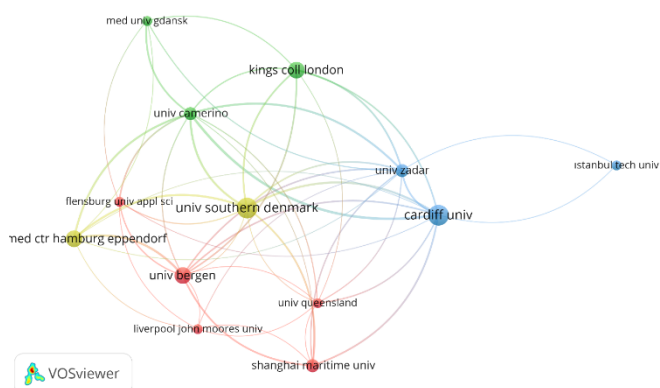 med univ gdansk
kings coll london
univ camerino
univ zadar
ıstanbul tech univ
flensburg univ appl sci
univ southern denmark
cardiff univ
med ctr hamburg eppendorf
univ bergen
univ queensland
liverpool john moores univ
shanghai maritime univ
VOSviewer